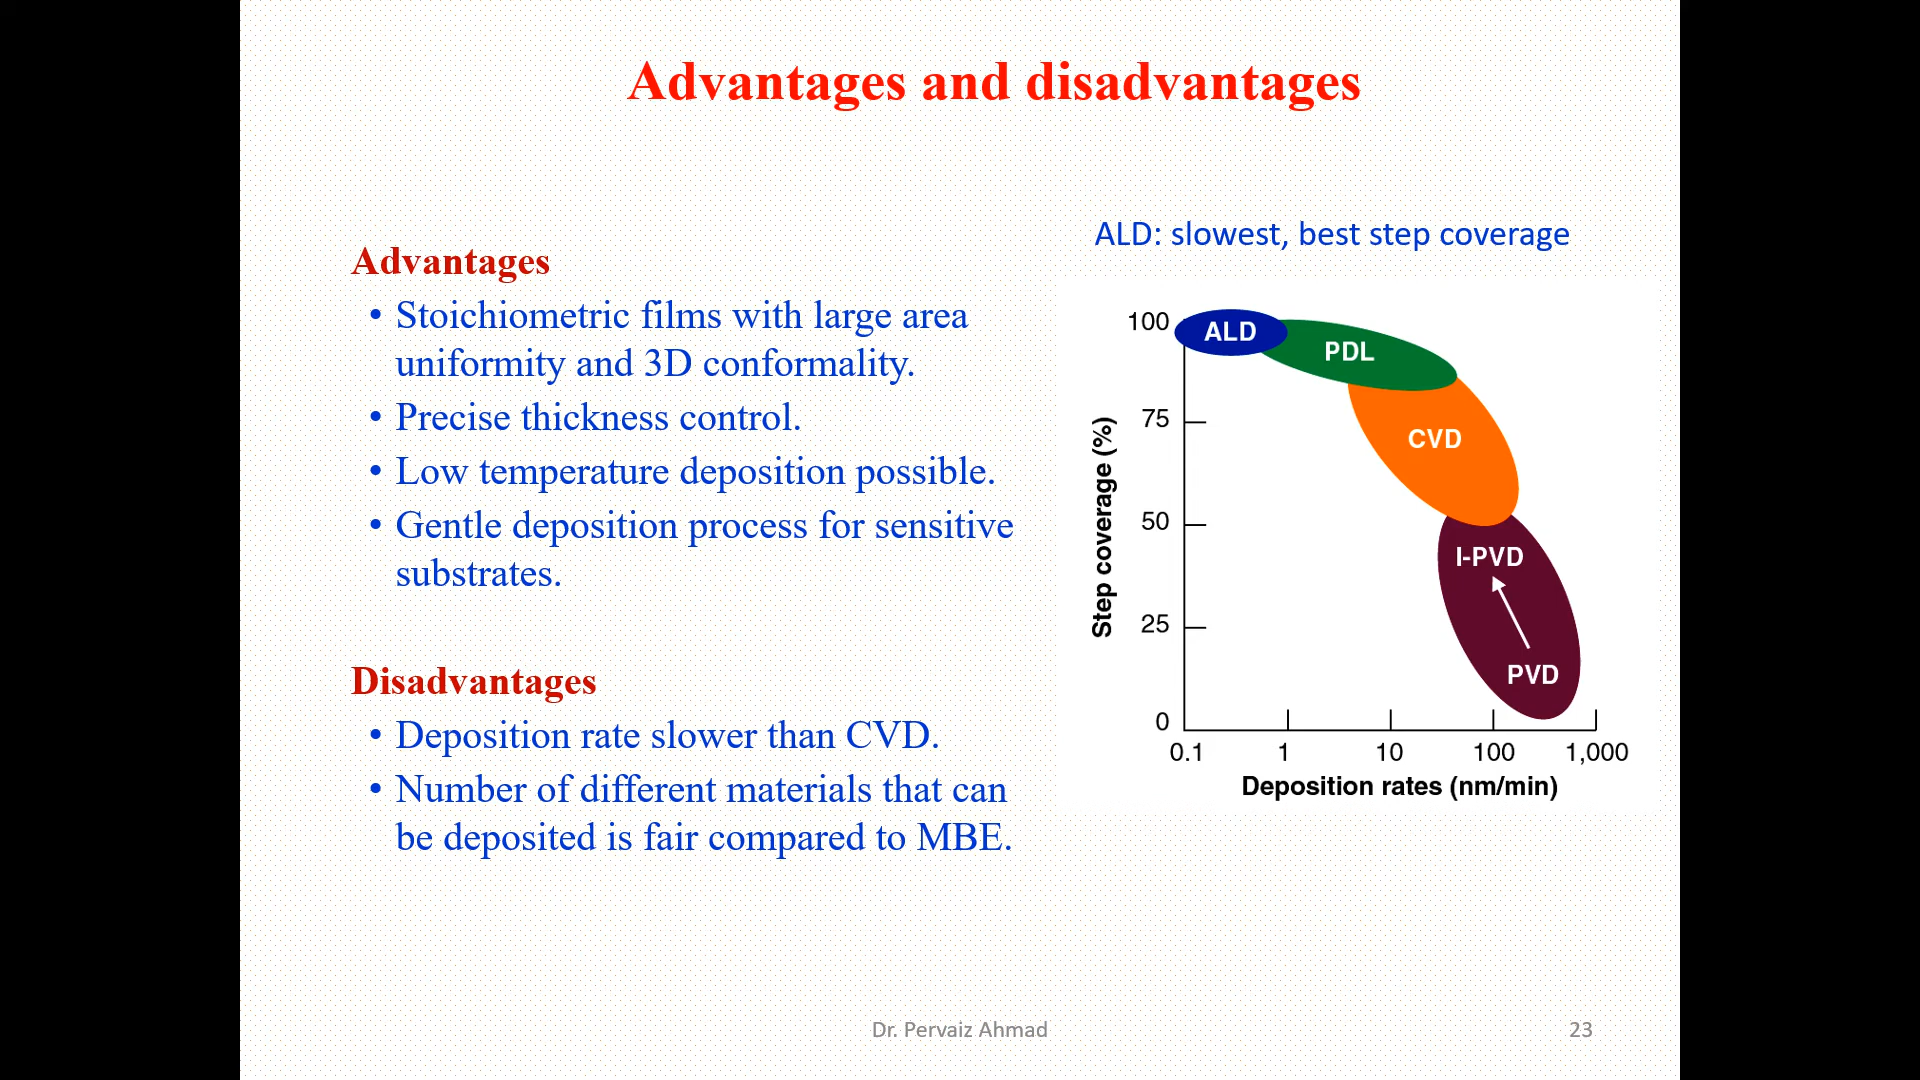 Advantages and disadvantages
Advantages
• Stoichiometric films with large area
uniformity and 3D conformality.
• Precise thickness control.
• Low temperature deposition possible.
• Gentle deposition process for sensitive
substrates.
Disadvantages
• Deposition rate slower than CVD.
• Number of different materials that can
be deposited is fair compared to MBE.
ALD: slowest, best step coverage
Step coverage (%)
100
75
50
25
0
ALD
PDL
CVD
I-PVD
PVD
0.1 1 10 100 1,000
Deposition rates (nm/min)
Dr. Pervaiz Ahmad
23